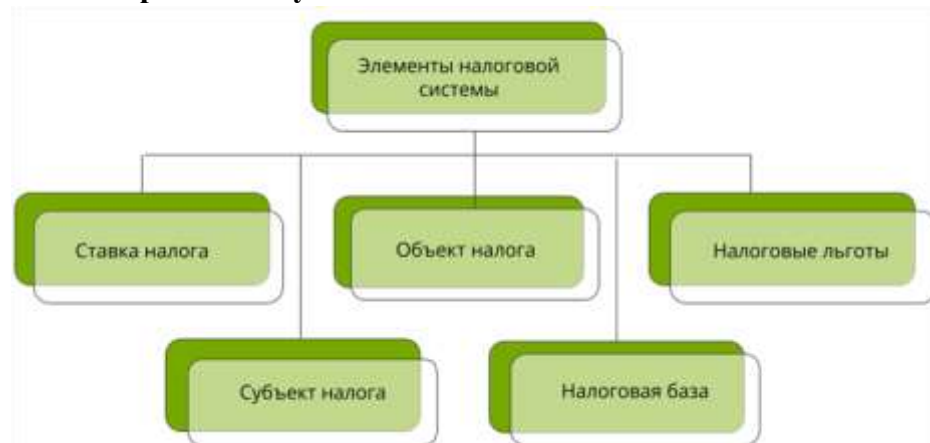 Элементы налоговой
системы
Ставка налога
Объект налога
Налоговые льготы
Субъект налога
Налоговая база